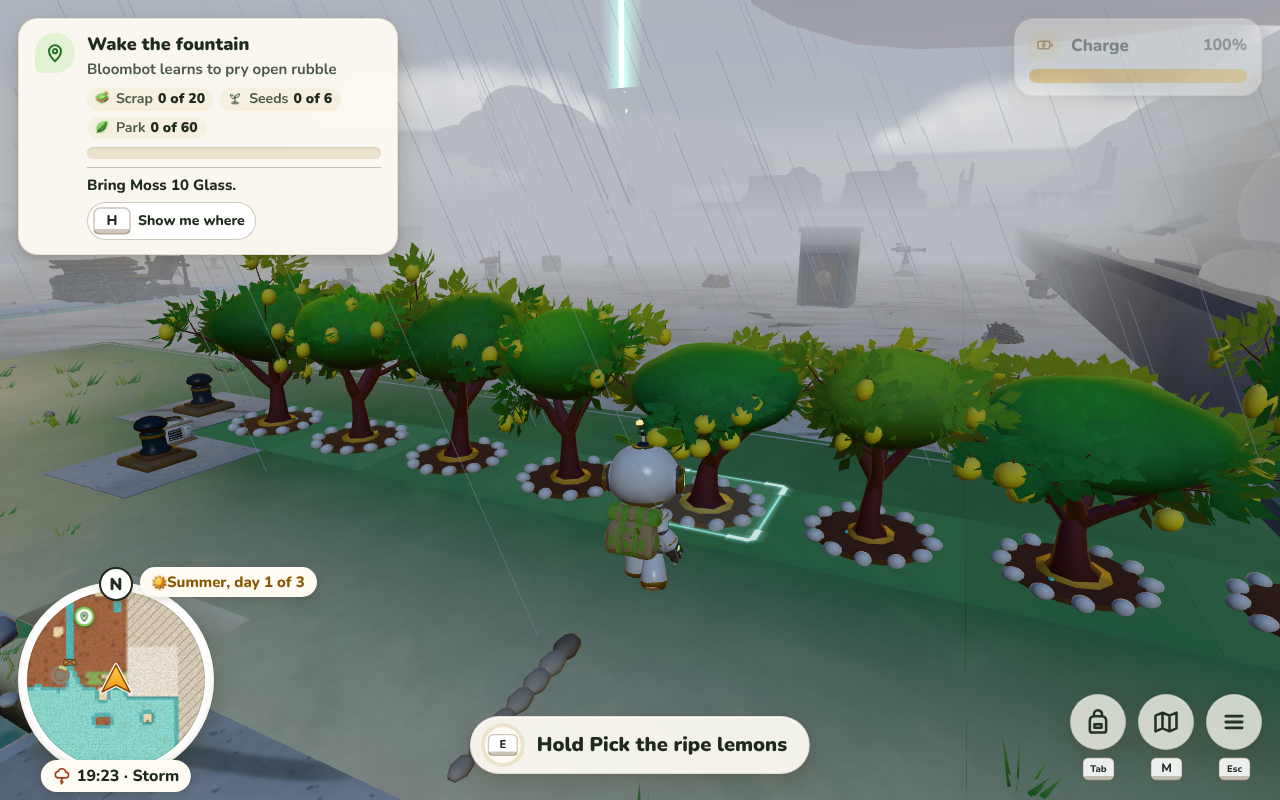 Wake the fountain
Bloombot learns to pry open rubble
Scrap 0 of 20
Seeds 0 of 6
Park 0 of 60
Bring Moss 10 Glass.
H Show me where
Charge 100%
N
Summer, day 1 of 3
19:23 · Storm
E Hold Pick the ripe lemons
Tab
M
Esc